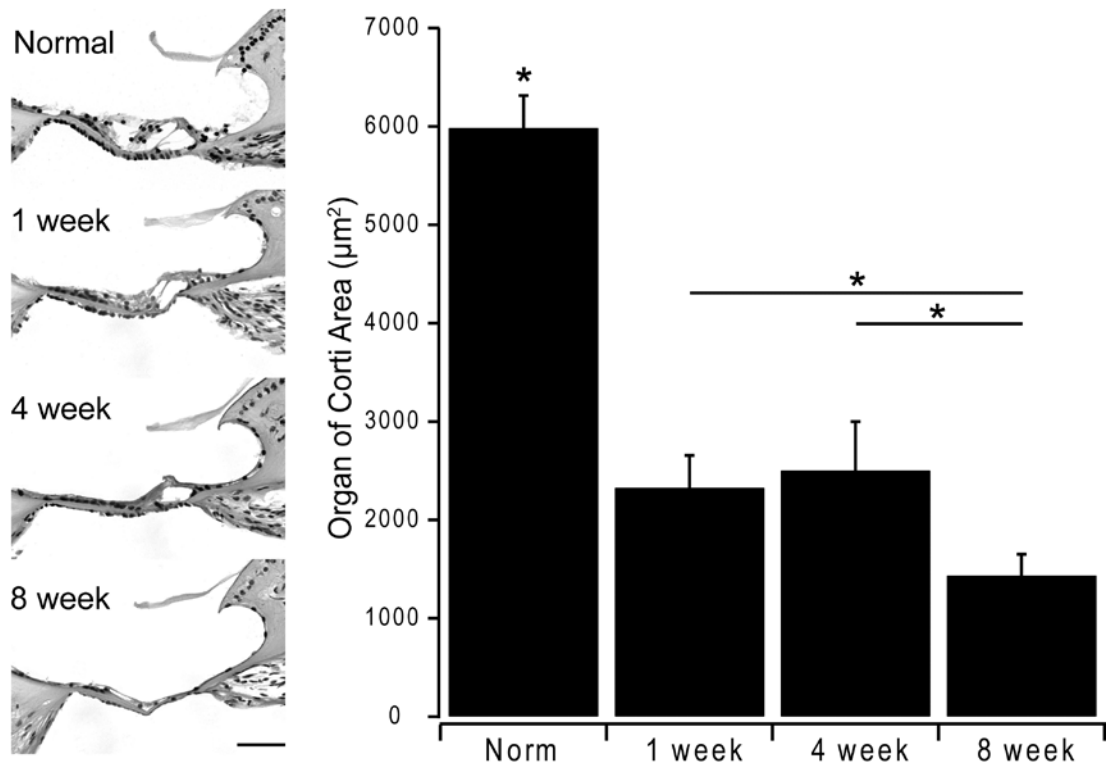 Normal
1 week
4 week
8 week
Organ of Corti Area (µm²)
7000
6000
5000
4000
3000
2000
1000
0
*
*
*
Norm
1 week
4 week
8 week